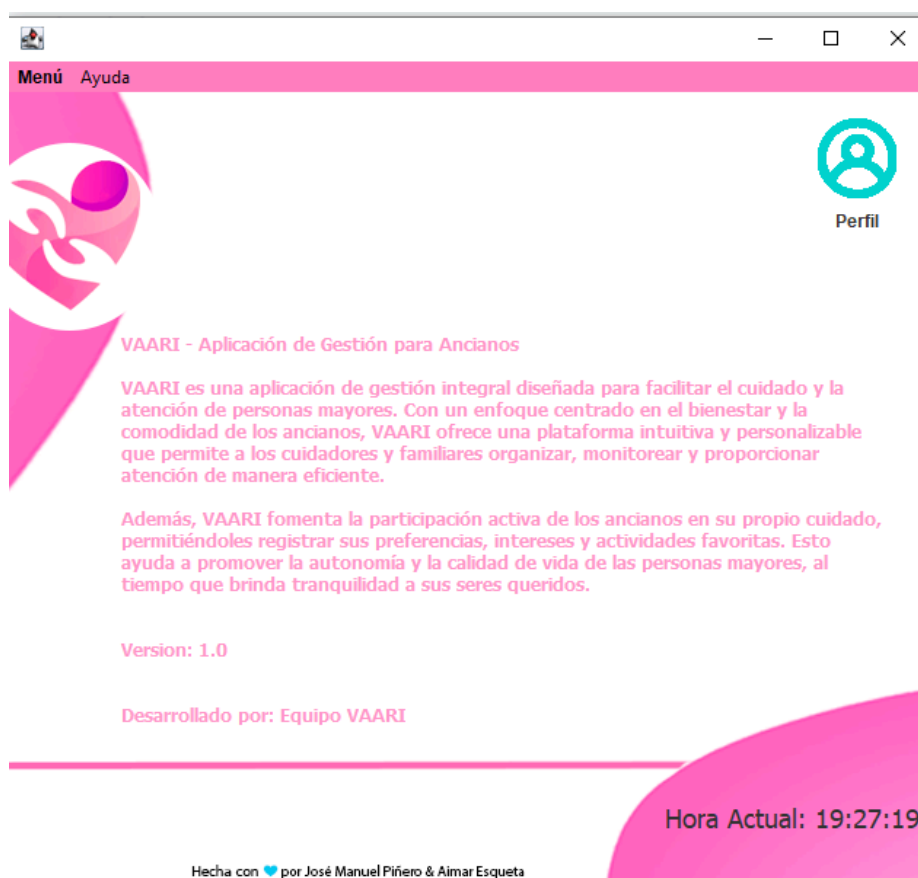 Menú Ayuda
Perfil
VAARI - Aplicación de Gestión para Ancianos
VAARI es una aplicación de gestión integral diseñada para facilitar el cuidado y la
atención de personas mayores. Con un enfoque centrado en el bienestar y la
comodidad de los ancianos, VAARI ofrece una plataforma intuitiva y personalizable
que permite a los cuidadores y familiares organizar, monitorear y proporcionar
atención de manera eficiente.
Además, VAARI fomenta la participación activa de los ancianos en su propio cuidado,
permitiéndoles registrar sus preferencias, intereses y actividades favoritas. Esto
ayuda a promover la autonomía y la calidad de vida de las personas mayores, al
tiempo que brinda tranquilidad a sus seres queridos.
Version: 1.0
Desarrollado por: Equipo VAARI
Hora Actual: 19:27:19
Hecha con 💙 por José Manuel Piñero & Aimar Esqueta